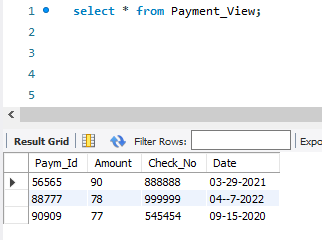 1 select * from Payment_View;
2
3
4
5
Result Grid Filter Rows: Expo
Paym_Id Amount Check_No Date
56565 90 888888 03-29-2021
88777 78 999999 04--7-2022
90909 77 545454 09-15-2020